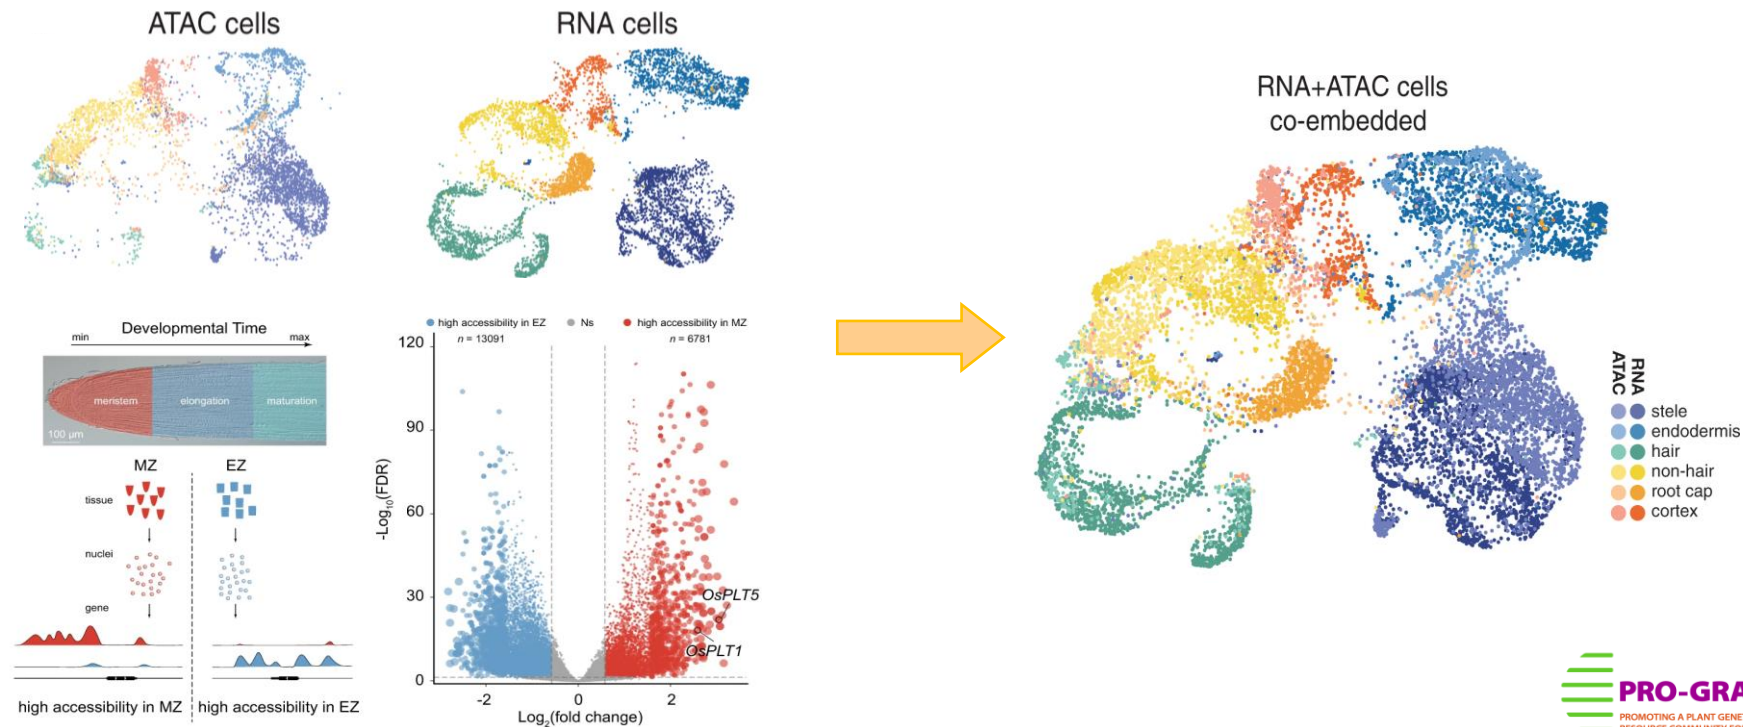 ATAC cells
RNA cells
Developmental Time
min
max
meristem
elongation
maturation
100 µm
MZ
EZ
tissue
nuclei
gene
high accessibility in MZ
high accessibility in EZ
high accessibility in EZ
n = 13091
Ns
high accessibility in MZ
n = 6781
120
90
60
30
0
-Log10(FDR)
OsPLT5
OsPLT1
-2
0
2
Log2(fold change)
RNA+ATAC cells
co-embedded
RNA
ATAC
stele
endodermis
hair
non-hair
root cap
cortex
PRO-GRA
PROMOTING A PLANT GENET